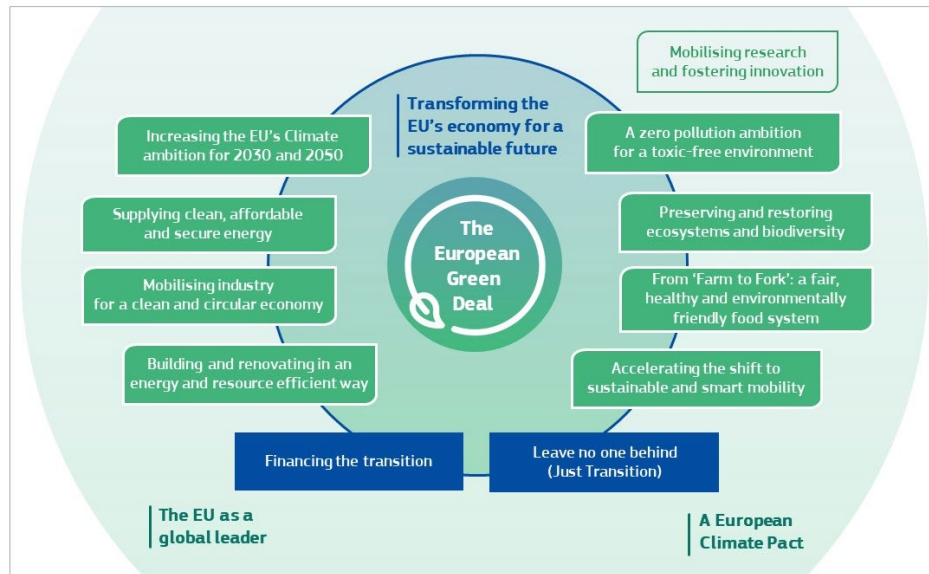 Mobilising research
and fostering innovation
Transforming the
EU's economy for a
sustainable future
Increasing the EU's Climate
ambition for 2030 and 2050
A zero pollution ambition
for a toxic-free environment
Supplying clean, affordable
and secure energy
Preserving and restoring
ecosystems and biodiversity
The
European
Green
Deal
Mobilising industry
for a clean and circular economy
From ‘Farm to Fork’: a fair,
healthy and environmentally
friendly food system
Building and renovating in an
energy and resource efficient way
Accelerating the shift to
sustainable and smart mobility
Financing the transition
Leave no one behind
(Just Transition)
The EU as a
global leader
A European
Climate Pact